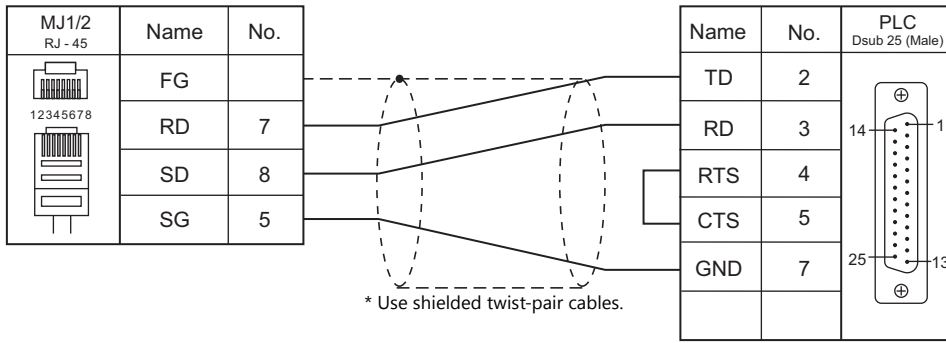 MJ1/2
RJ - 45
Name No.
12345678
FG
RD 7
SD 8
SG 5
* Use shielded twist-pair cables.
Name No.
PLC
Dsub 25 (Male)
TD 2
RD 3
RTS 4
CTS 5
GND 7
14 1
25 13